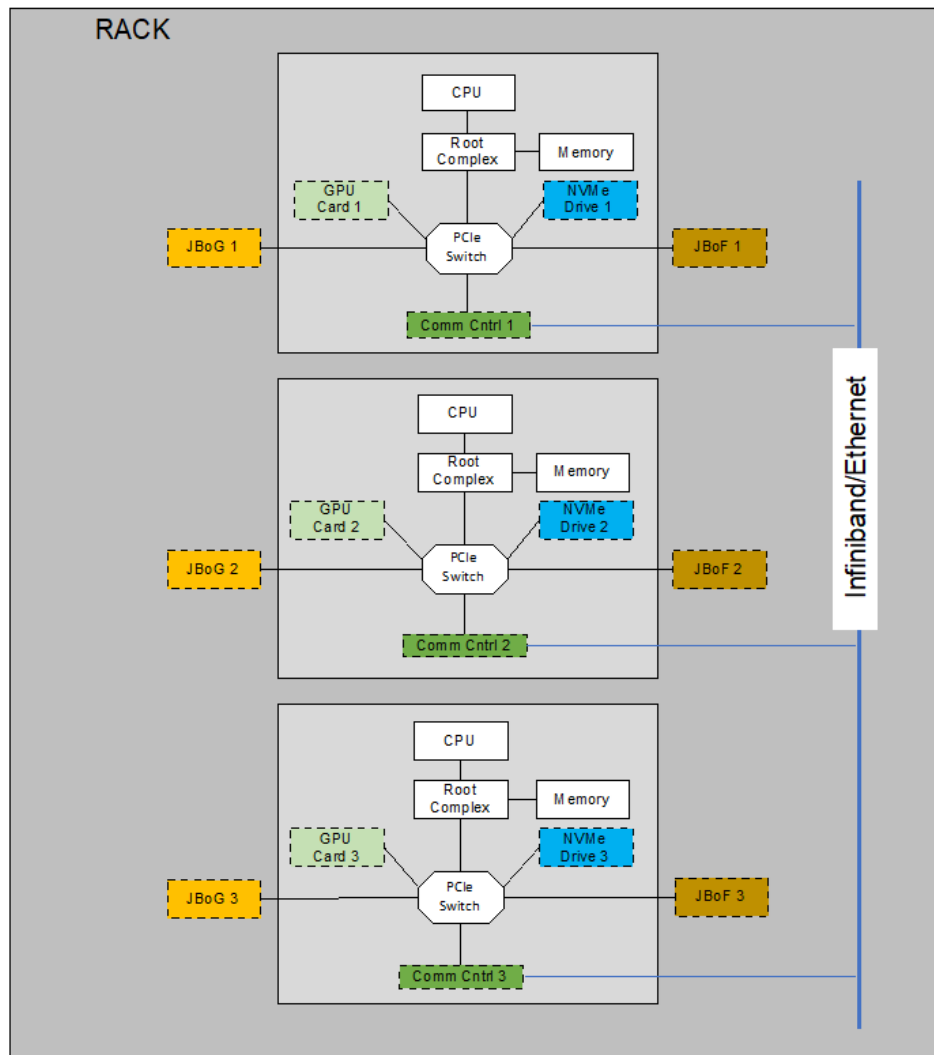 RACK
CPU
Root
Complex
Memory
GPU
Card 1
NVMe
Drive 1
JBoG 1
PCIe
Switch
JBoF 1
Comm Cntrl 1
Infiniband/Ethernet
CPU
Root
Complex
Memory
GPU
Card 2
NVMe
Drive 2
JBoG 2
PCIe
Switch
JBoF 2
Comm Cntrl 2
CPU
Root
Complex
Memory
GPU
Card 3
NVMe
Drive 3
JBoG 3
PCIe
Switch
JBoF 3
Comm Cntrl 3